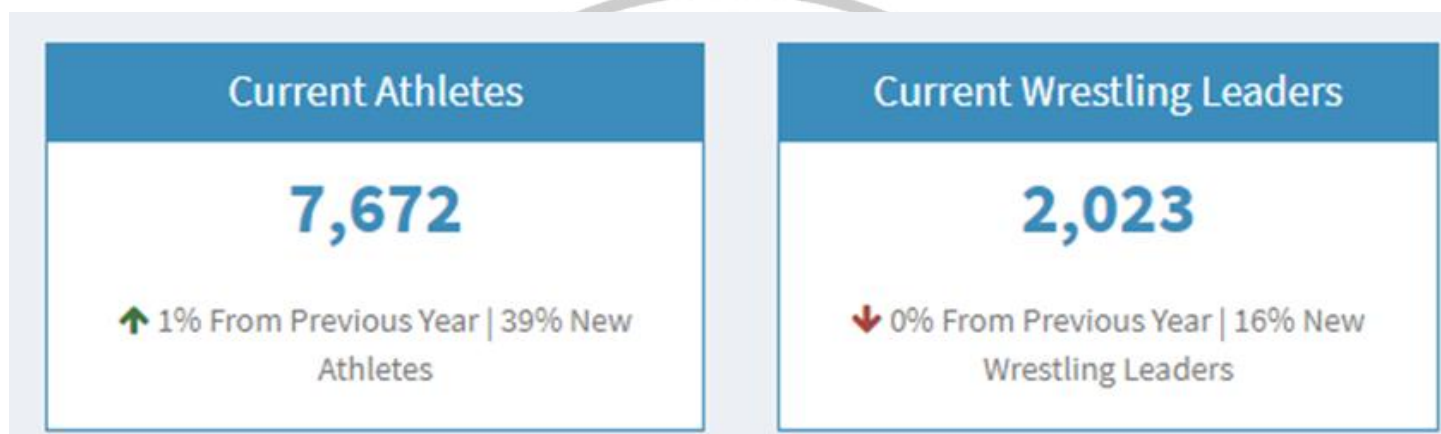 Current Athletes
7,672
1% From Previous Year | 39% New
Athletes
Current Wrestling Leaders
2,023
0% From Previous Year | 16% New
Wrestling Leaders